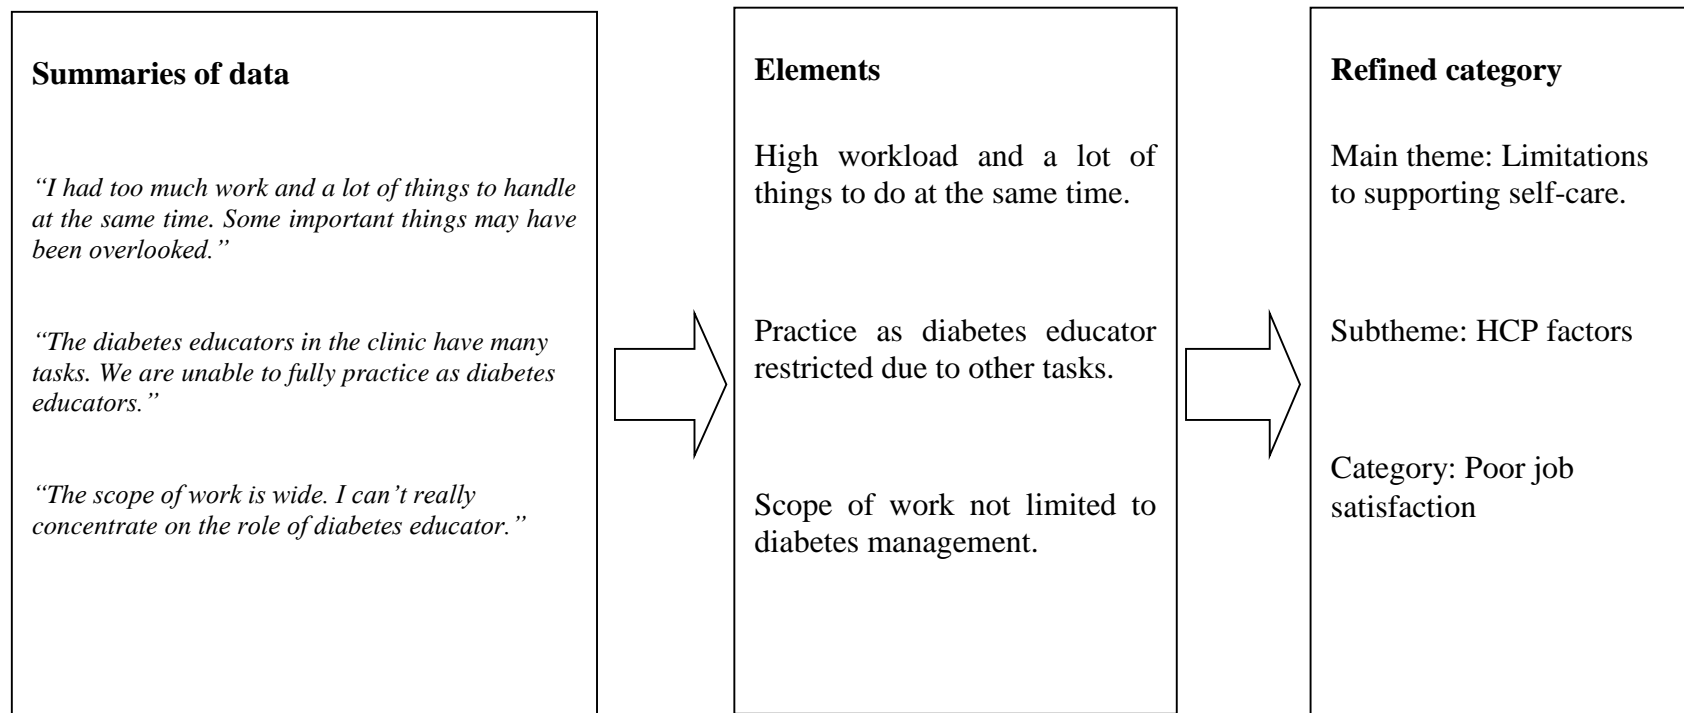 Summaries of data
“I had too much work and a lot of things to handle
at the same time. Some important things may have
been overlooked.”
“The diabetes educators in the clinic have many
tasks. We are unable to fully practice as diabetes
educators.”
“The scope of work is wide. I can’t really
concentrate on the role of diabetes educator.”
Elements
High workload and a lot of
things to do at the same time.
Practice as diabetes educator
restricted due to other tasks.
Scope of work not limited to
diabetes management.
Refined category
Main theme: Limitations
to supporting self-care.
Subtheme: HCP factors
Category: Poor job
satisfaction